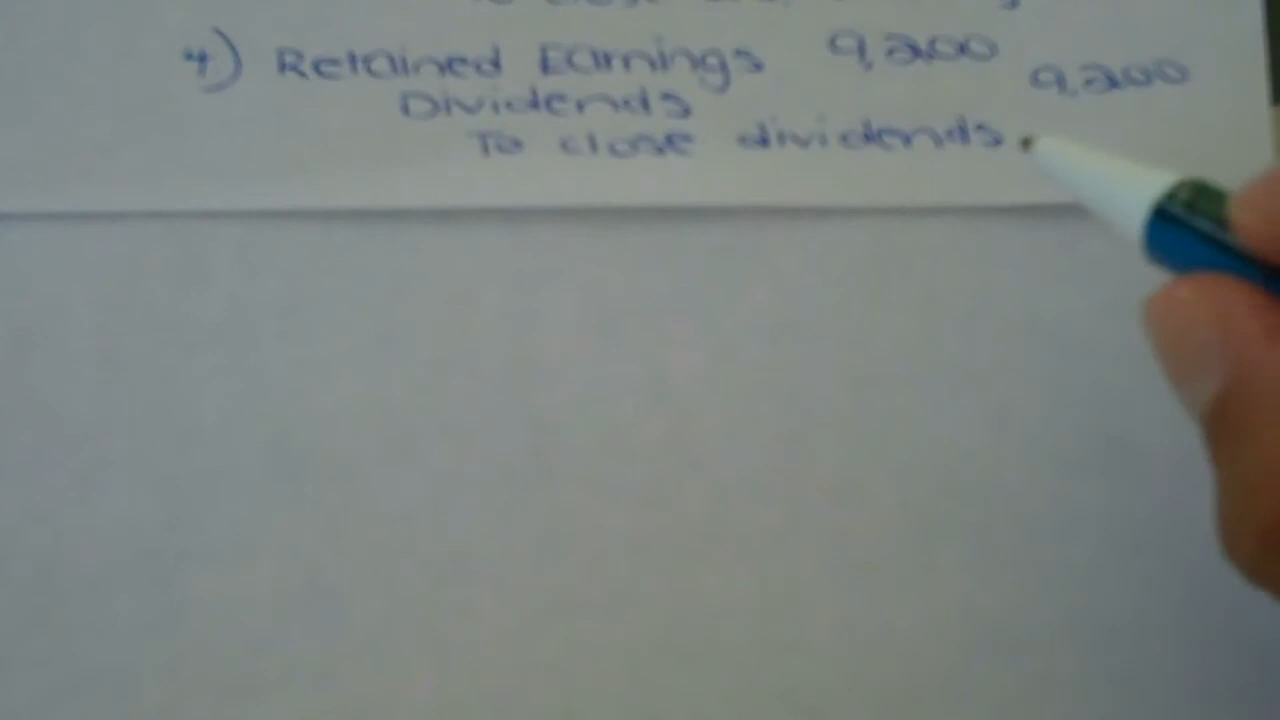 4) Retained Earnings 9,200
Dividends 9,200
To close dividends.